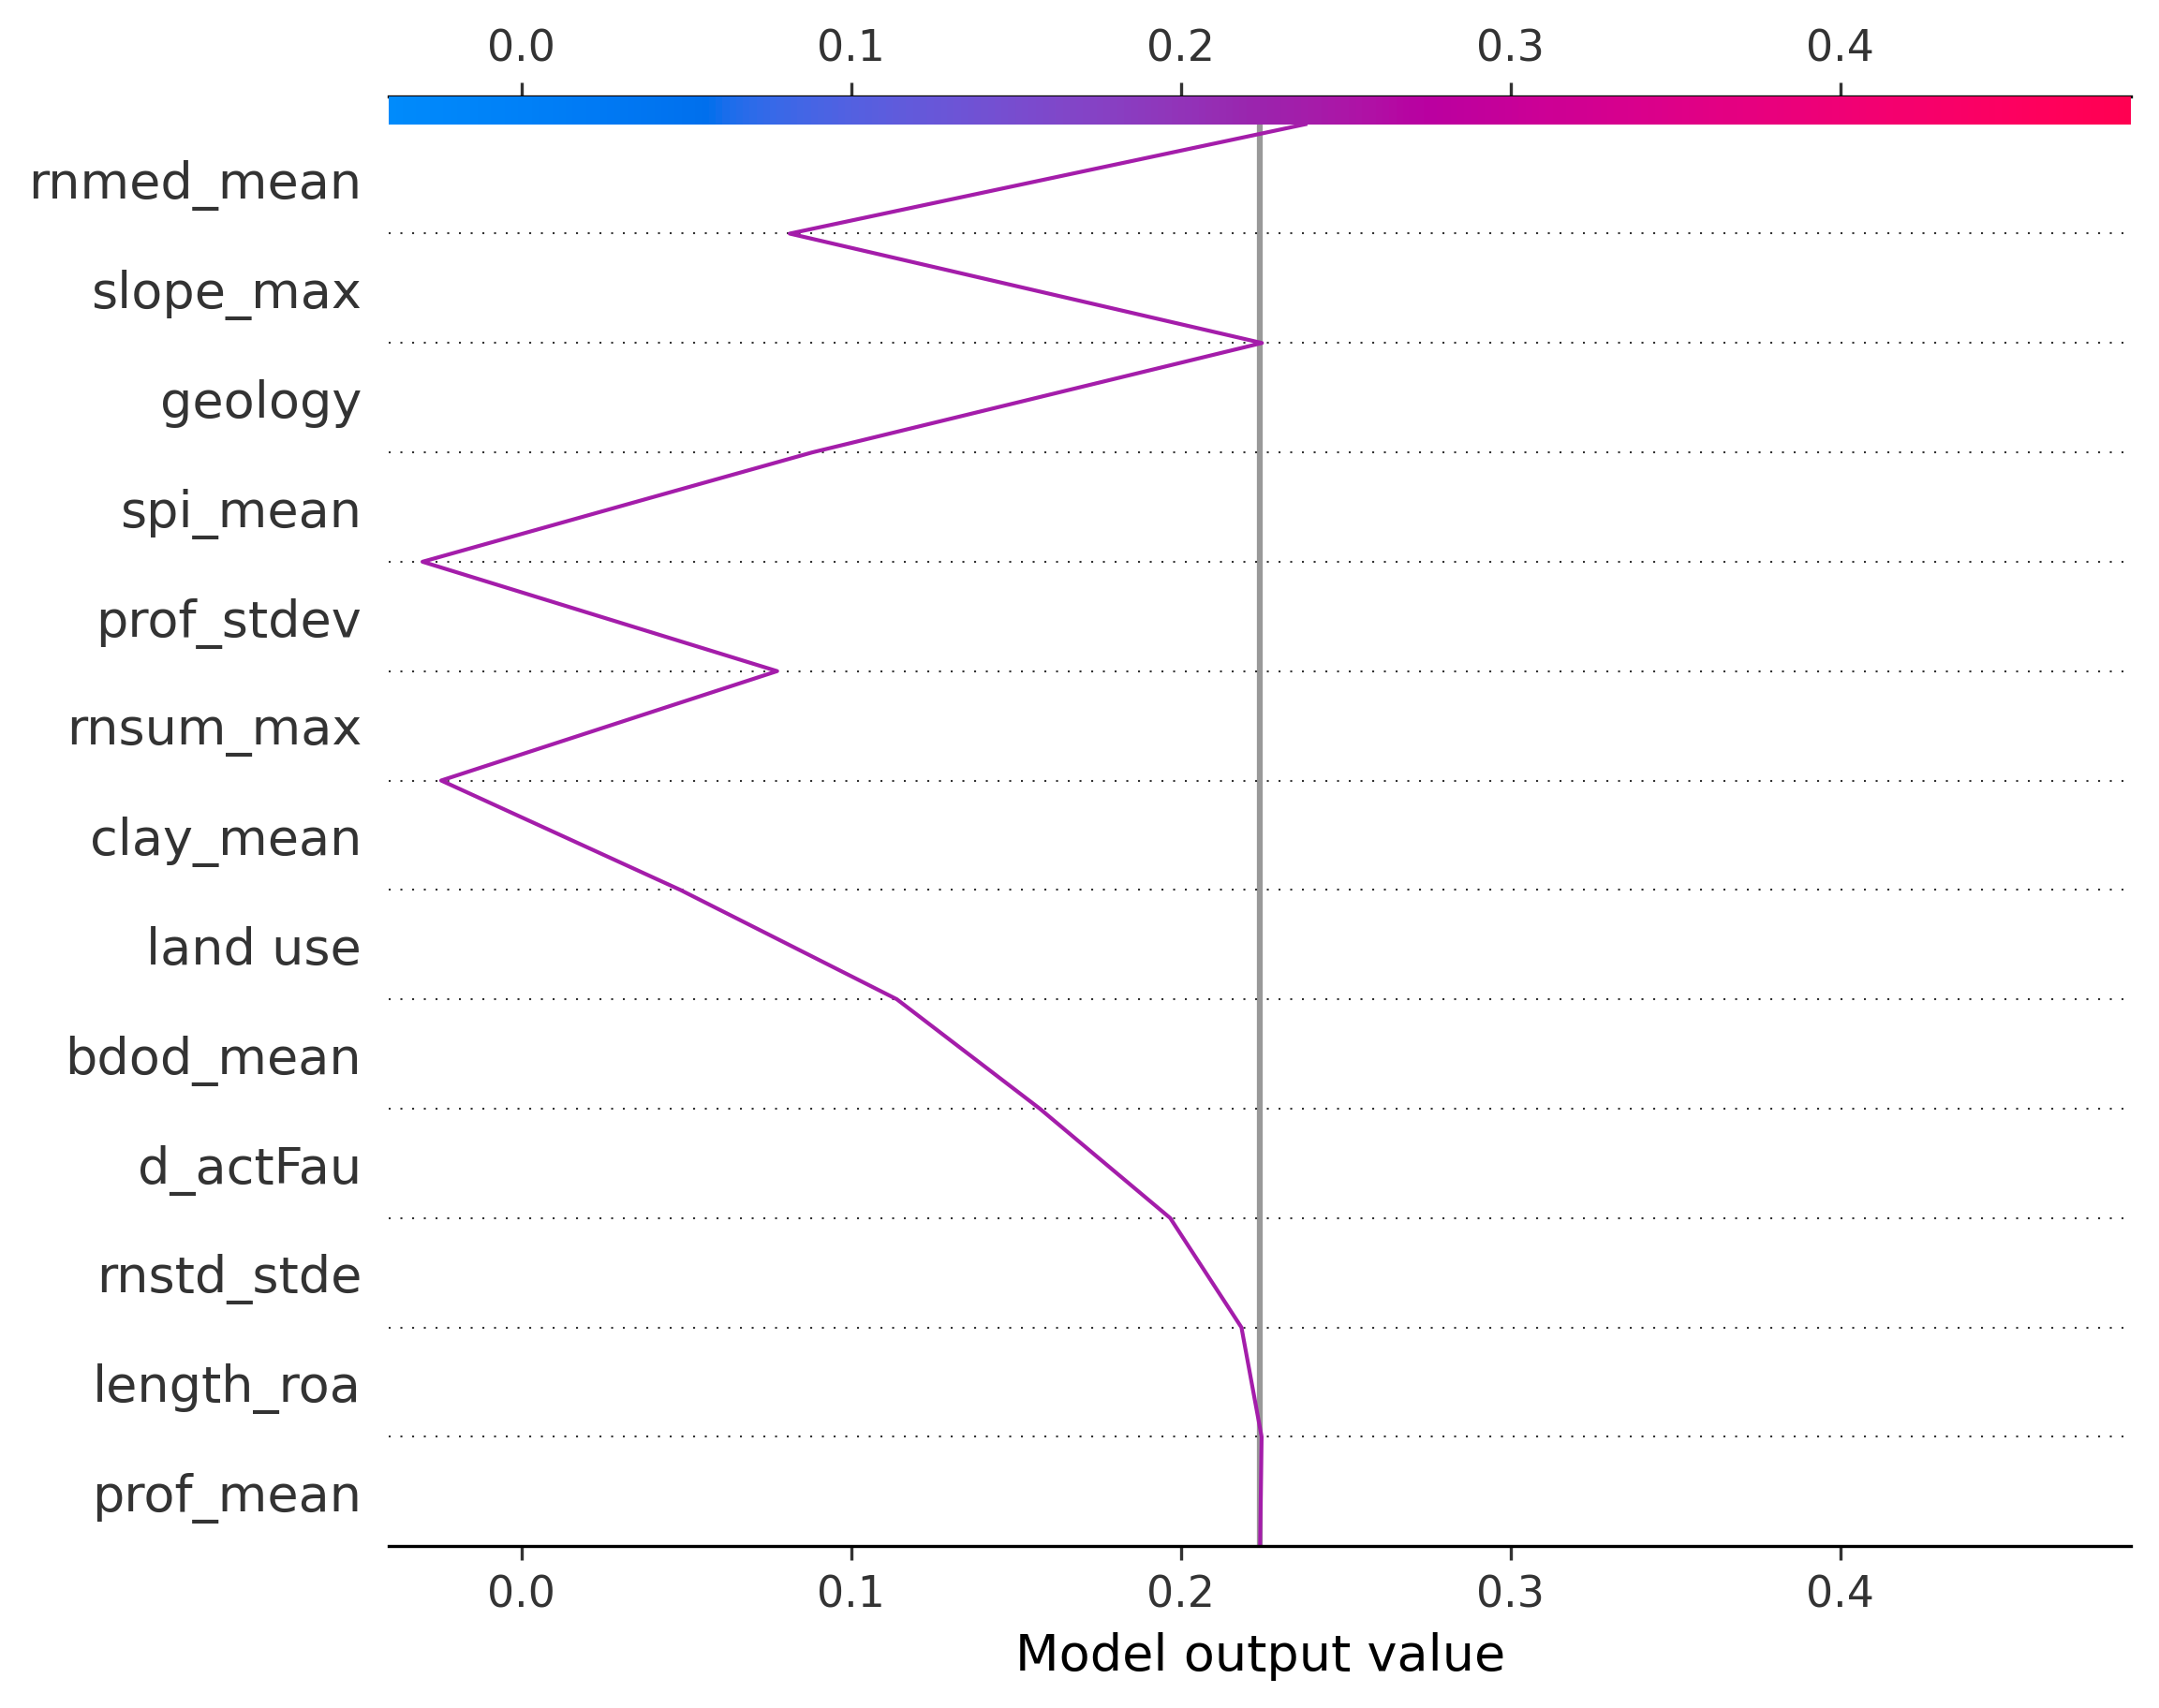 0.0 0.1 0.2 0.3 0.4
rnmed_mean
slope_max
geology
spi_mean
prof_stdev
rnsum_max
clay_mean
land use
bdod_mean
d_actFau
rnstd_stde
length_roa
prof_mean
0.0 0.1 0.2 0.3 0.4
Model output value